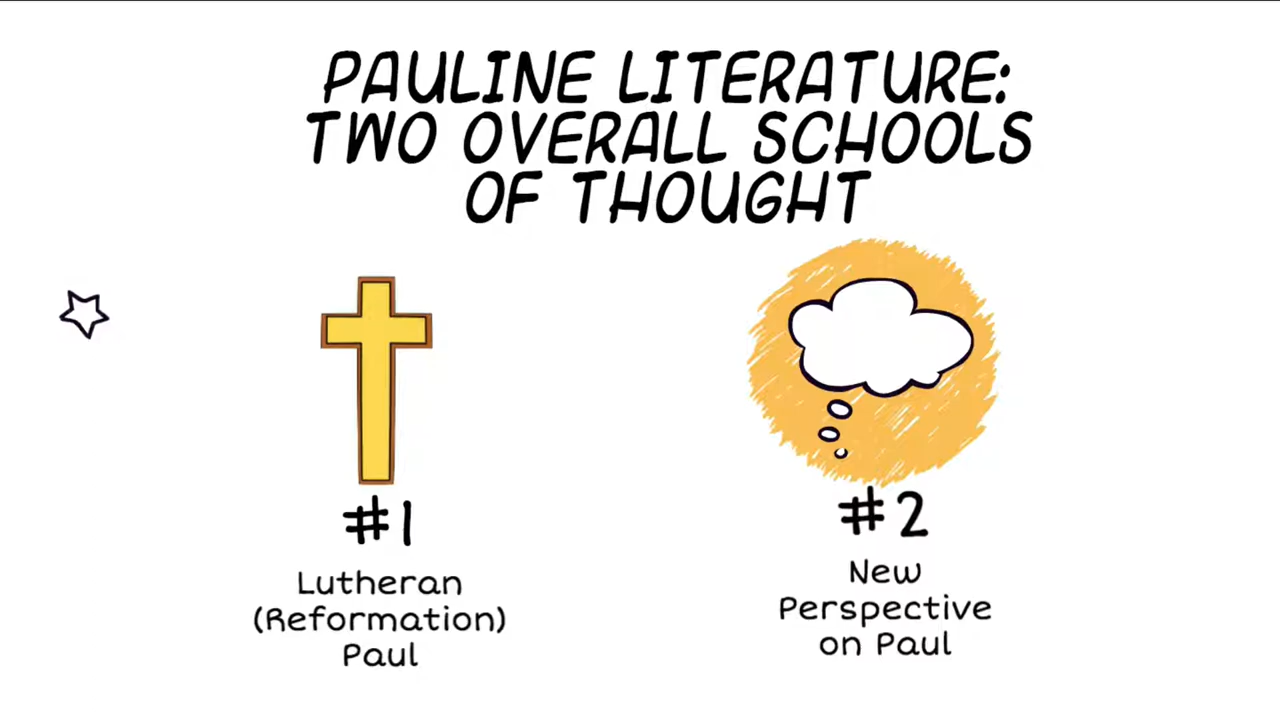 PAULINE LITERATURE:
TWO OVERALL SCHOOLS
OF THOUGHT
#1
Lutheran
(Reformation)
Paul
#2
New
Perspective
on Paul